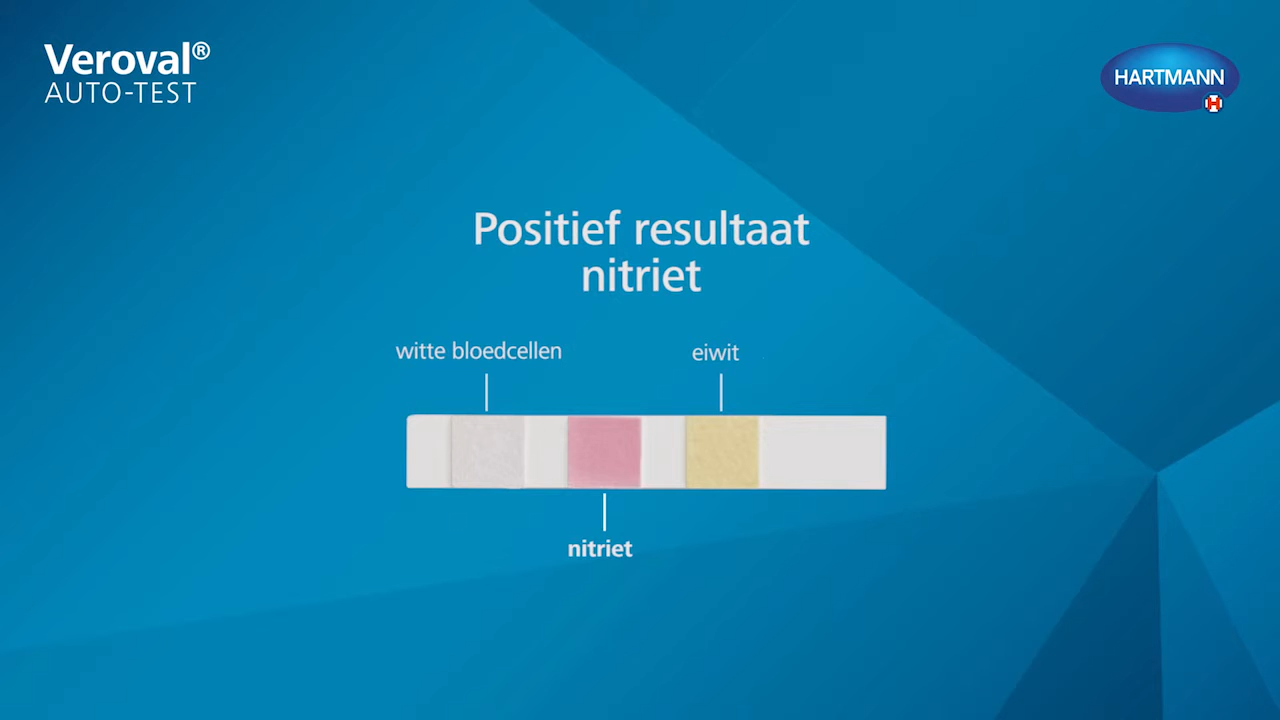 Veroval®
AUTO-TEST
HARTMANN
Positief resultaat
nitriet
witte bloedcellen
eiwit
nitriet